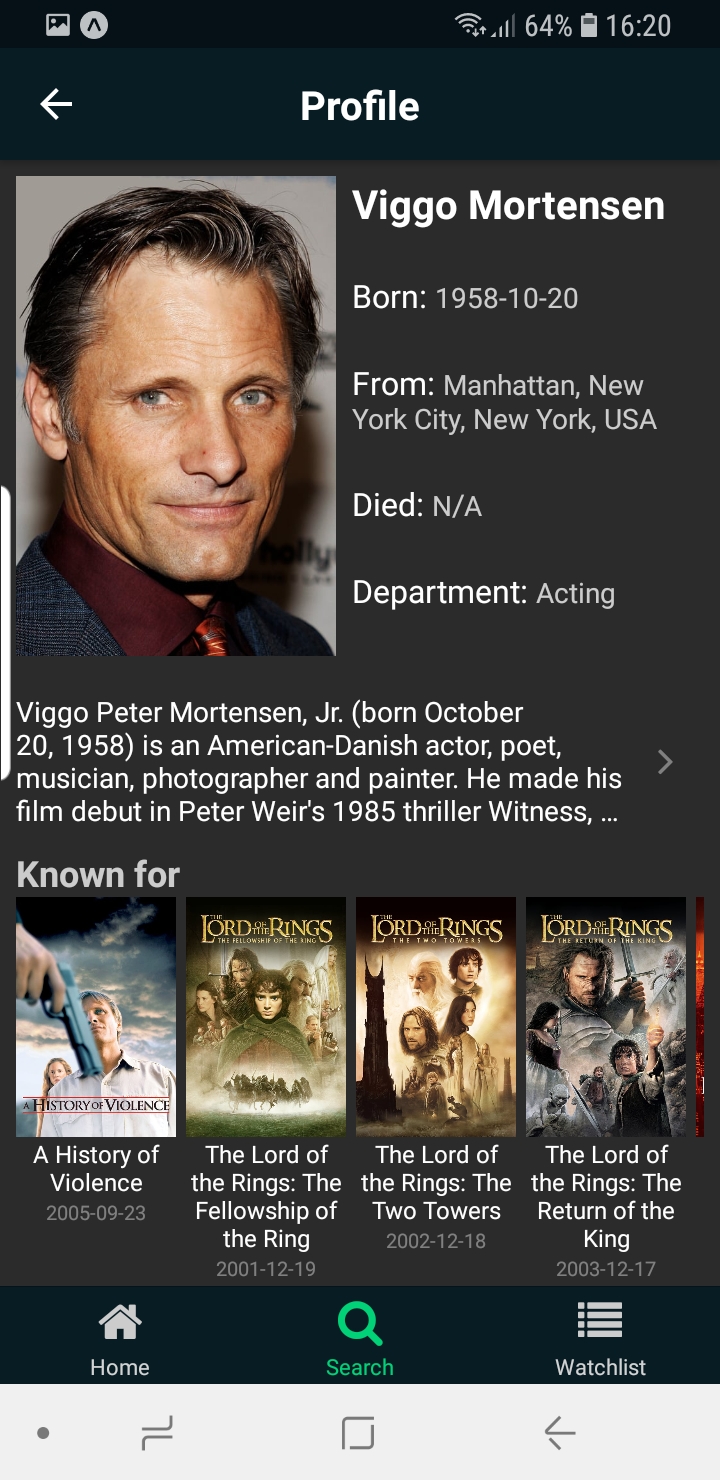 64% 16:20
Profile
Viggo Mortensen
Born: 1958-10-20
From: Manhattan, New
York City, New York, USA
Died: N/A
Department: Acting
holly
Viggo Peter Mortensen, Jr. (born October
20, 1958) is an American-Danish actor, poet,
musician, photographer and painter. He made his
film debut in Peter Weir's 1985 thriller Witness, ...
Known for
A HISTORY OF VIOLENCE
THE LORD OF THE RINGS
THE FELLOWSHIP OF THE RING
THE LORD OF THE RINGS
THE TWO TOWERS
THE LORD OF THE RINGS
THE RETURN OF THE KING
A History of
Violence
2005-09-23
The Lord of
the Rings: The
Fellowship of
the Ring
2001-12-19
The Lord of
the Rings: The
Two Towers
2002-12-18
The Lord of
the Rings: The
Return of the
King
2003-12-17
Home
Search
Watchlist